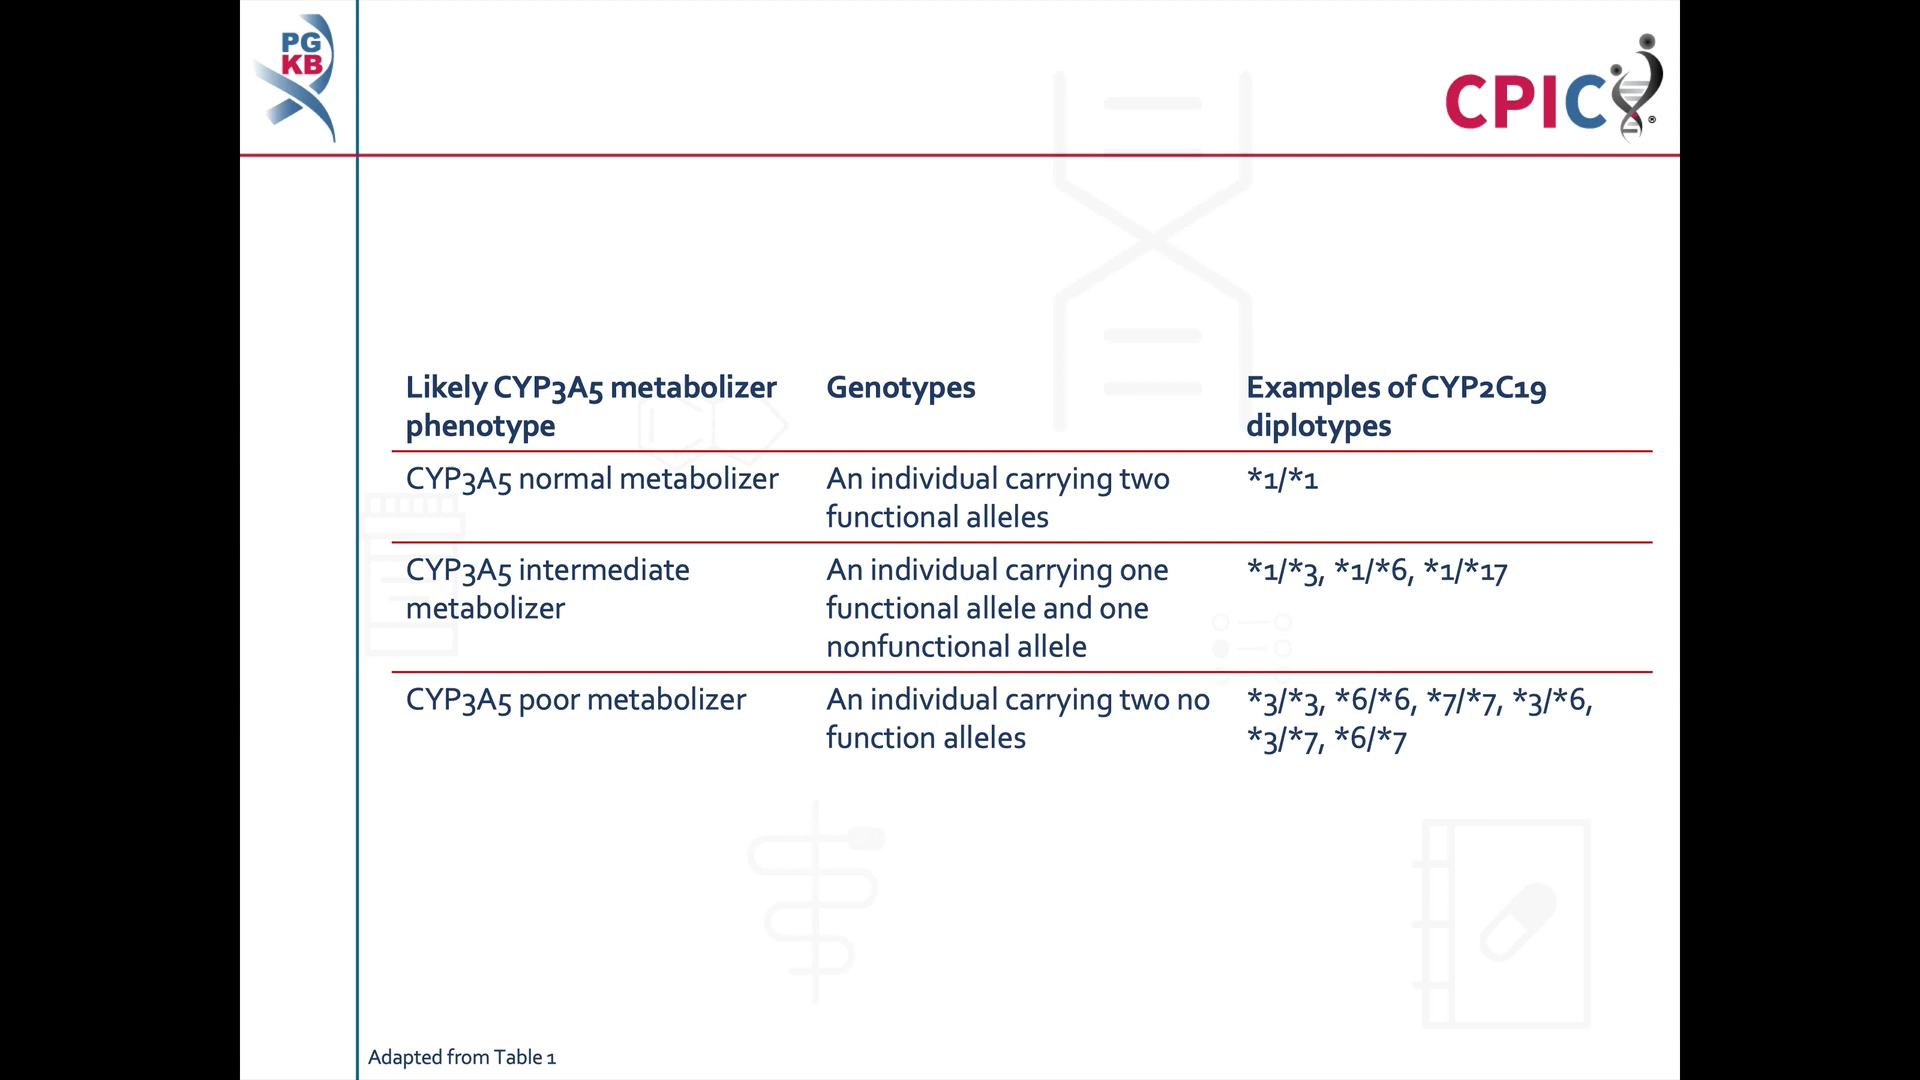 PG
KB
CPIC®
Likely CYP3A5 metabolizer
phenotype
Genotypes
Examples of CYP2C19
diplotypes
CYP3A5 normal metabolizer
An individual carrying two
functional alleles
*1/*1
CYP3A5 intermediate
metabolizer
An individual carrying one
functional allele and one
nonfunctional allele
*1/*3, *1/*6, *1/*17
CYP3A5 poor metabolizer
An individual carrying two no
function alleles
*3/*3, *6/*6, *7/*7, *3/*6,
*3/*7, *6/*7
Adapted from Table 1